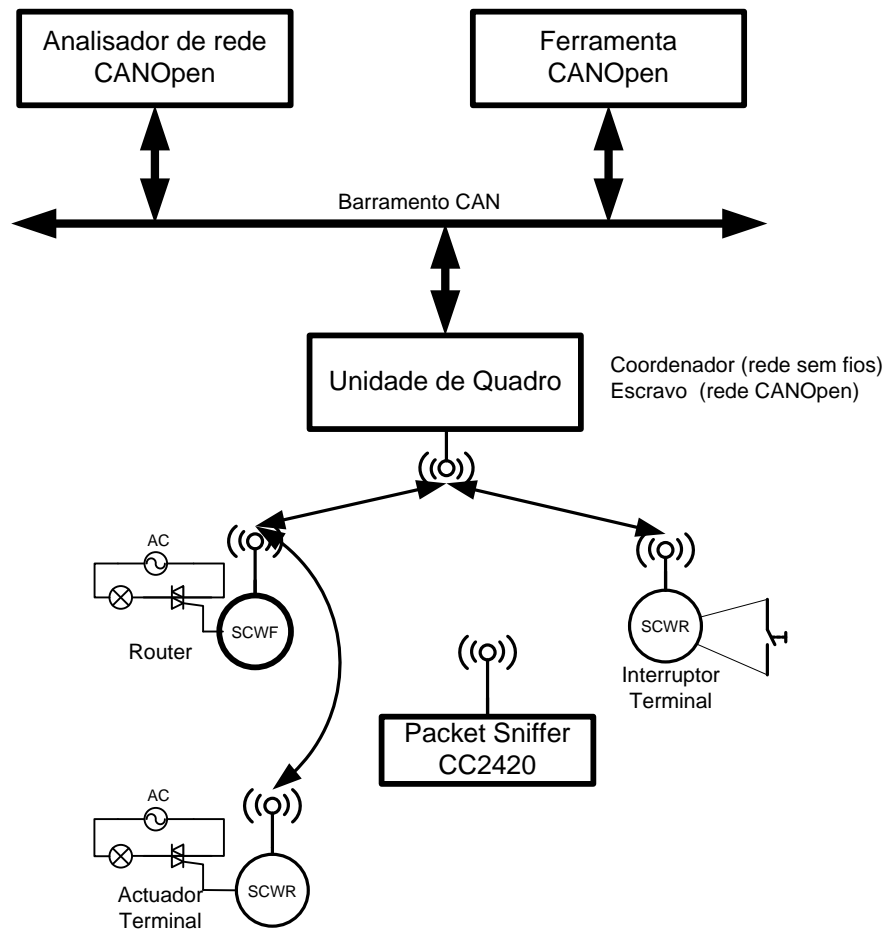 Analisador de rede
CANOpen
Ferramenta
CANOpen
Barramento CAN
Unidade de Quadro
Coordenador (rede sem fios)
Escravo (rede CANOpen)
AC
SCWF
Router
SCWR
Interruptor
Terminal
Packet Sniffer
CC2420
AC
SCWR
Actuador
Terminal